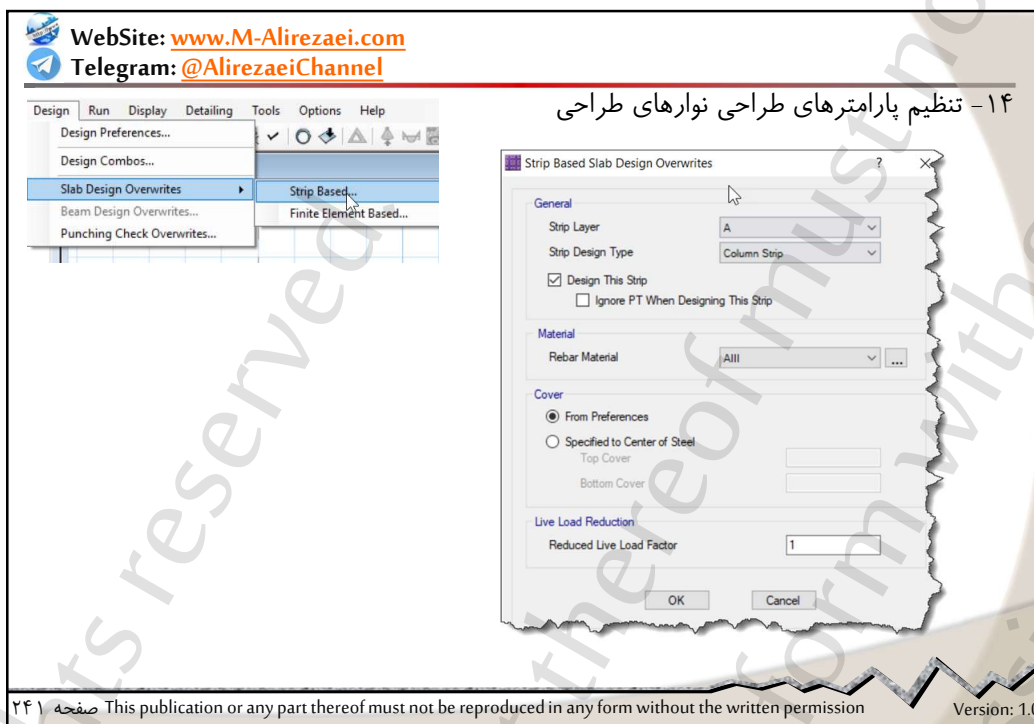 WebSite: www.M-Alirezaei.com
Telegram: @AlirezaeiChannel
۱۴- تنظیم پارامترهای طراحی نوارهای طراحی
Design Run Display Detailing Tools Options Help
Design Preferences...
Design Combos...
Slab Design Overwrites
Beam Design Overwrites...
Punching Check Overwrites...
Strip Based...
Finite Element Based...
Strip Based Slab Design Overwrites ? ×
General
Strip Layer A
Strip Design Type Column Strip
Design This Strip
Ignore PT When Designing This Strip
Material
Rebar Material AIII ...
Cover
From Preferences
Specified to Center of Steel
Top Cover
Bottom Cover
Live Load Reduction
Reduced Live Load Factor 1
OK Cancel
صفحه ۲۴۱ This publication or any part thereof must not be reproduced in any form without the written permission Version: 1.0